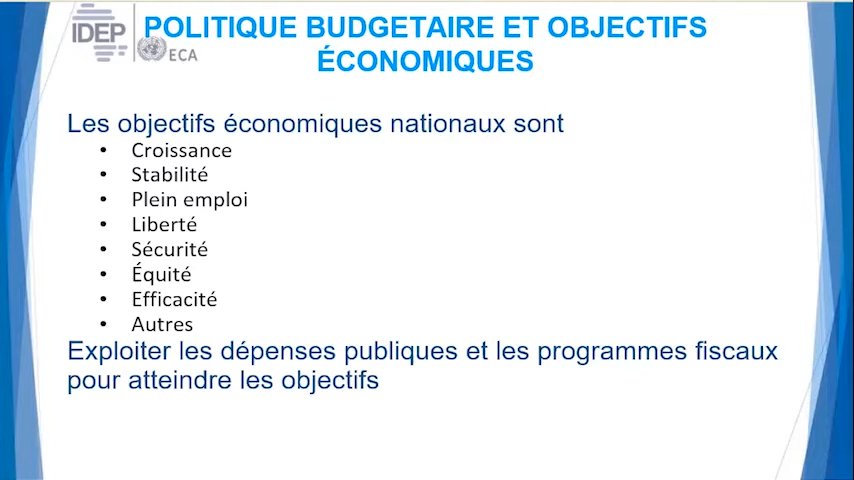 IDEP
ECA
POLITIQUE BUDGETAIRE ET OBJECTIFS
ÉCONOMIQUES
Les objectifs économiques nationaux sont
• Croissance
• Stabilité
• Plein emploi
• Liberté
• Sécurité
• Équité
• Efficacité
• Autres
Exploiter les dépenses publiques et les programmes fiscaux
pour atteindre les objectifs